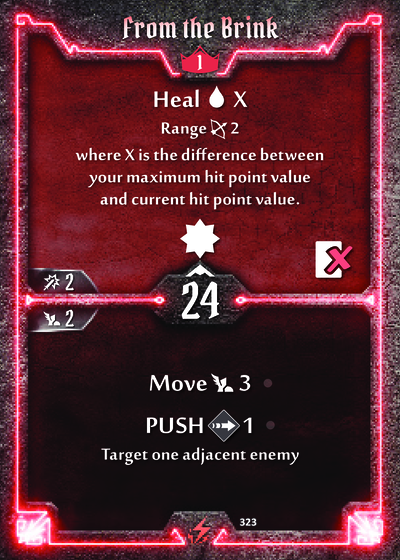 From the Brink
1
Heal X
Range 2
where X is the difference between
your maximum hit point value
and current hit point value.
2
24
2
Move 3
PUSH 1
Target one adjacent enemy
323